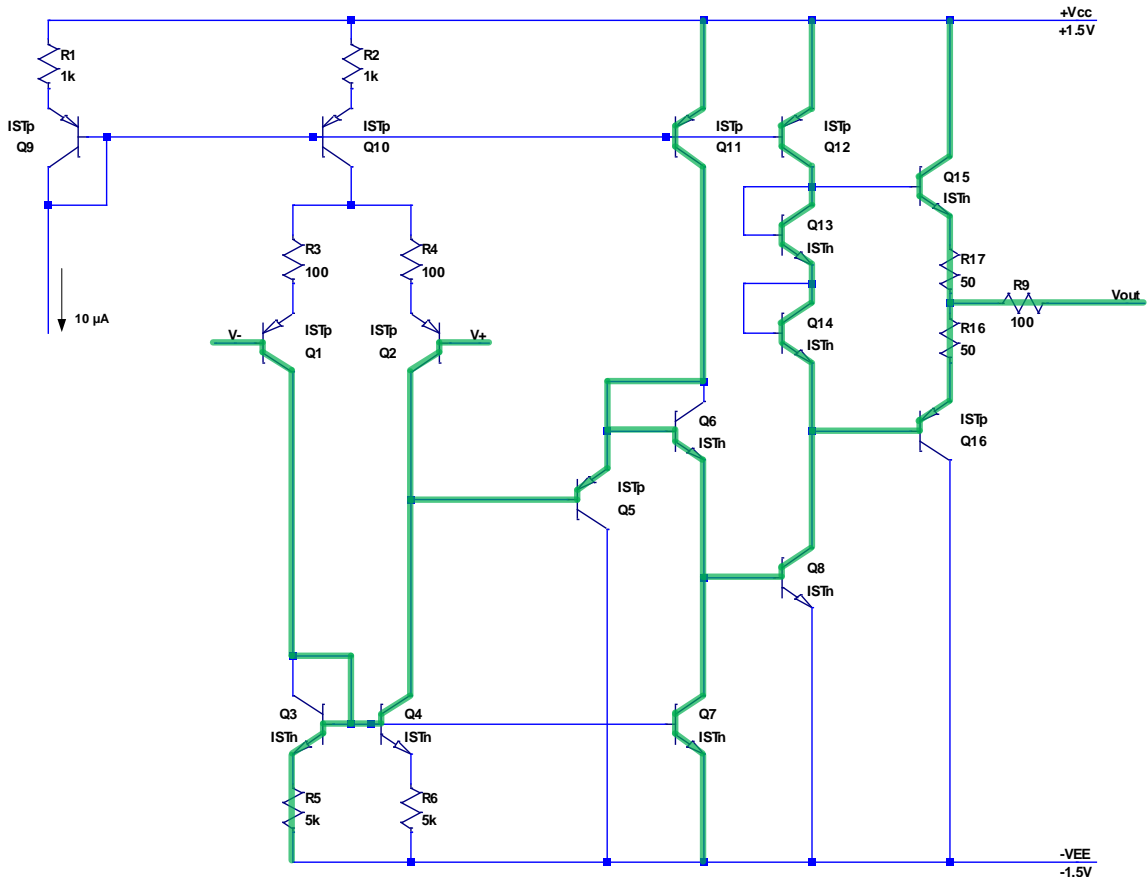 +Vcc
+1.5V
R1
1k
R2
1k
ISTp
Q9
ISTp
Q10
ISTp
Q11
ISTp
Q12
Q15
ISTn
Q13
ISTn
R3
100
R4
100
R17
50
R9
100
Vout
10 µA
V-
ISTp
Q1
ISTp
Q2
V+
Q14
ISTn
R16
50
Q6
ISTn
ISTp
Q16
ISTp
Q5
Q8
ISTn
Q3
ISTn
Q4
ISTn
Q7
ISTn
R5
5k
R6
5k
-VEE
-1.5V